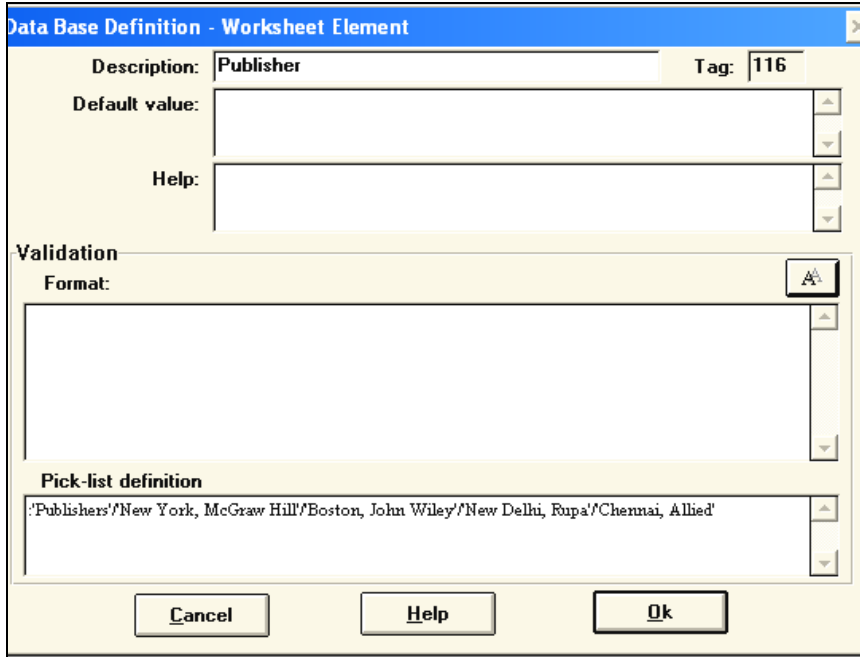 Data Base Definition - Worksheet Element
Description: Publisher Tag: 116
Default value:
Help:
Validation
Format:
Pick-list definition
:'Publishers'/'New York, McGraw Hill'/'Boston, John Wiley'/'New Delhi, Rupa'/'Chennai, Allied'
Cancel Help Ok